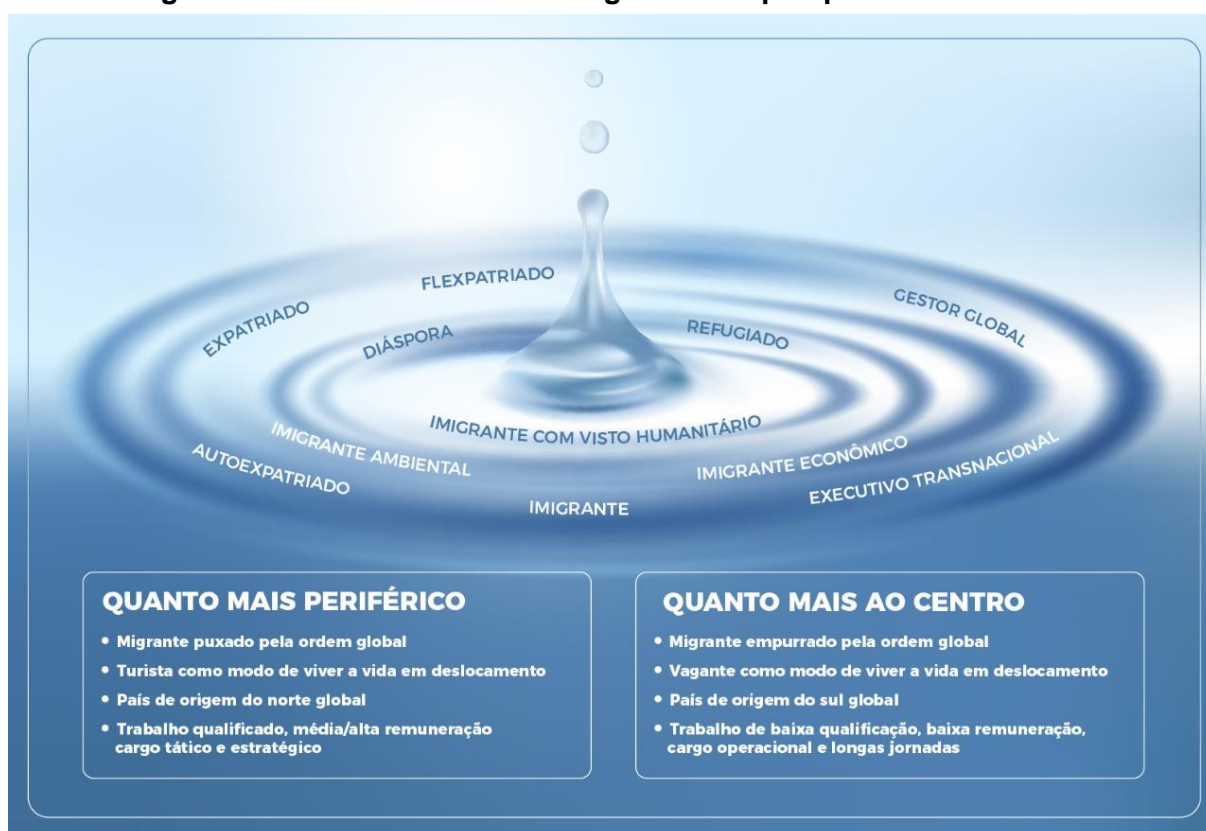 FLEXPATRIADO
EXPATRIADO
GESTOR GLOBAL
DIÁSPORA
REFUGIADO
IMIGRANTE COM VISTO HUMANITÁRIO
IMIGRANTE AMBIENTAL
IMIGRANTE ECONÔMICO
AUTOEXPATRIADO
EXECUTIVO TRANSNACIONAL
IMIGRANTE
QUANTO MAIS PERIFÉRICO
• Migrante puxado pela ordem global
• Turista como modo de viver a vida em deslocamento
• País de origem do norte global
• Trabalho qualificado, média/alta remuneração
cargo tático e estratégico
QUANTO MAIS AO CENTRO
• Migrante empurrado pela ordem global
• Vagante como modo de viver a vida em deslocamento
• País de origem do sul global
• Trabalho de baixa qualificação, baixa remuneração,
cargo operacional e longas jornadas